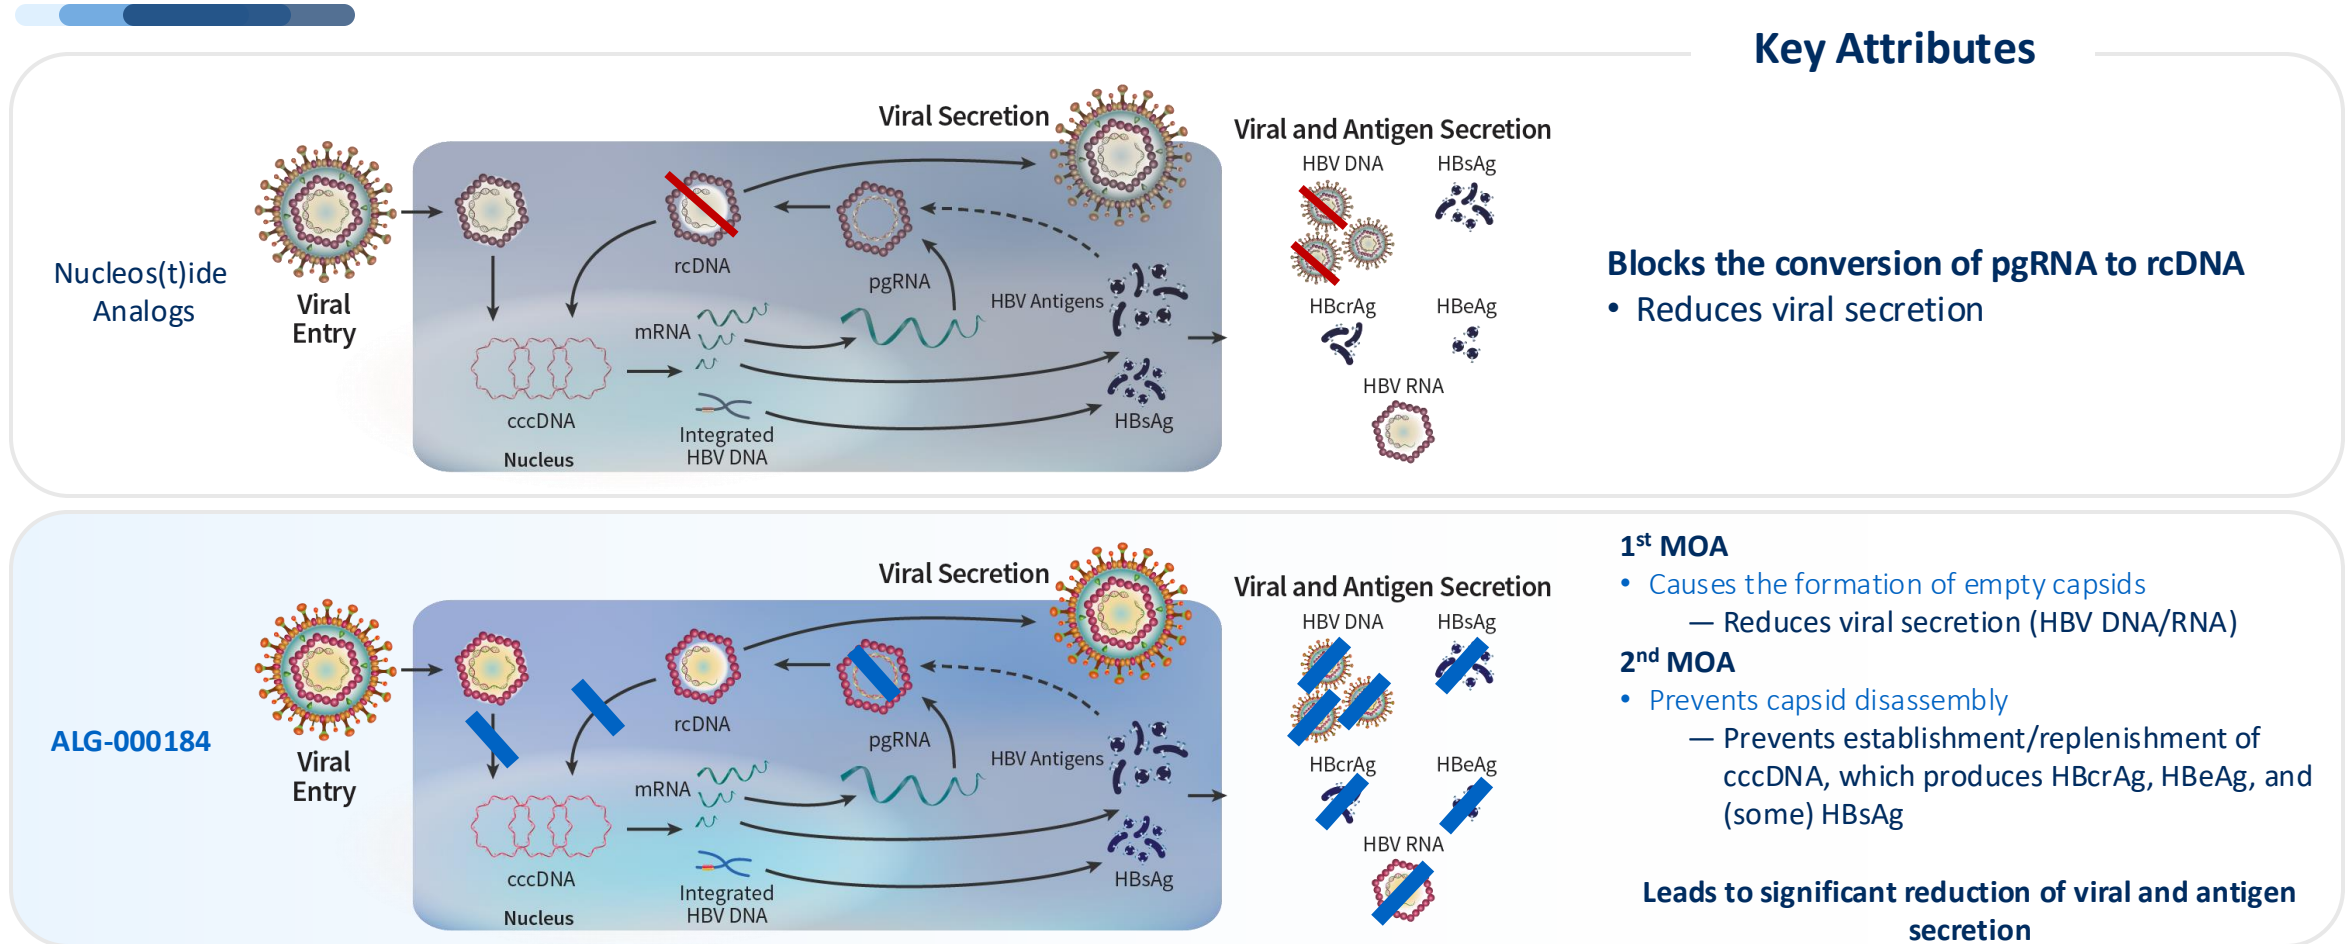 Key Attributes
Nucleos(t)ide
Analogs
Viral
Entry
Viral Secretion
rcDNA
pgRNA
HBV Antigens
mRNA
cccDNA
Integrated
HBV DNA
HBsAg
Nucleus
Viral and Antigen Secretion
HBV DNA
HBsAg
HBcrAg
HBeAg
HBV RNA
Blocks the conversion of pgRNA to rcDNA
• Reduces viral secretion
ALG-000184
Viral
Entry
Viral Secretion
rcDNA
pgRNA
HBV Antigens
mRNA
cccDNA
Integrated
HBV DNA
HBsAg
Nucleus
Viral and Antigen Secretion
HBV DNA
HBsAg
HBcrAg
HBeAg
HBV RNA
1st MOA
• Causes the formation of empty capsids
— Reduces viral secretion (HBV DNA/RNA)
2nd MOA
• Prevents capsid disassembly
— Prevents establishment/replenishment of
cccDNA, which produces HBcrAg, HBeAg, and
(some) HBsAg
Leads to significant reduction of viral and antigen
secretion